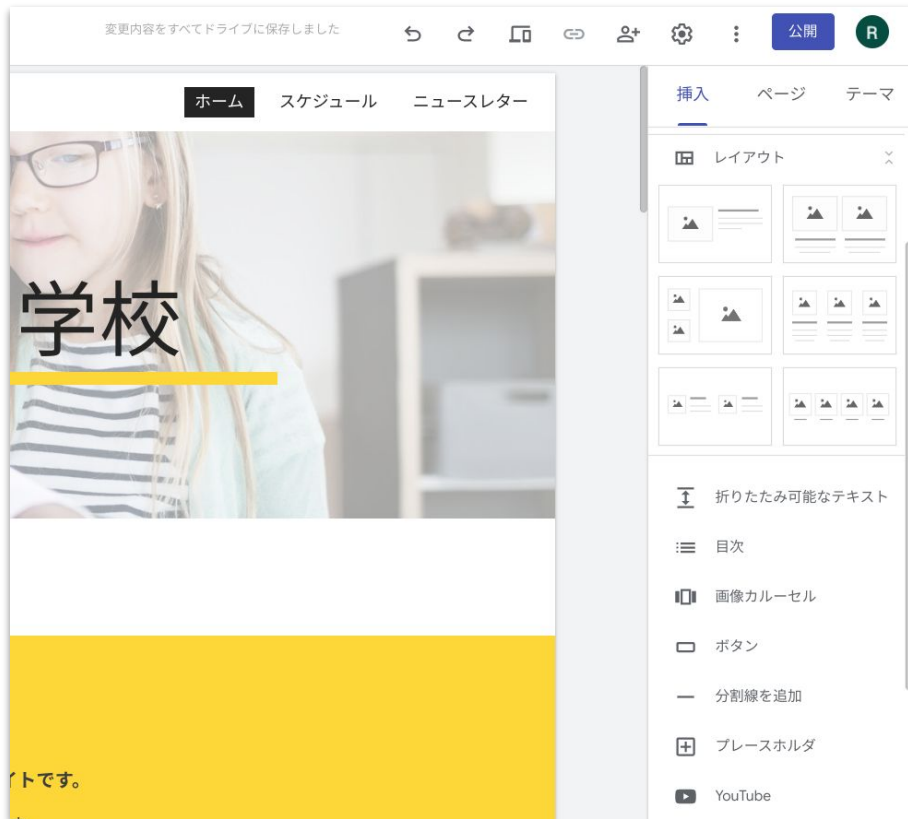 変更内容をすべてドライブに保存しました
公開
R
ホーム スケジュール ニュースレター
挿入 ページ テーマ
レイアウト
学校
折りたたみ可能なテキスト
目次
画像カルーセル
ボタン
分割線を追加
プレースホルダ
YouTube
イトです。